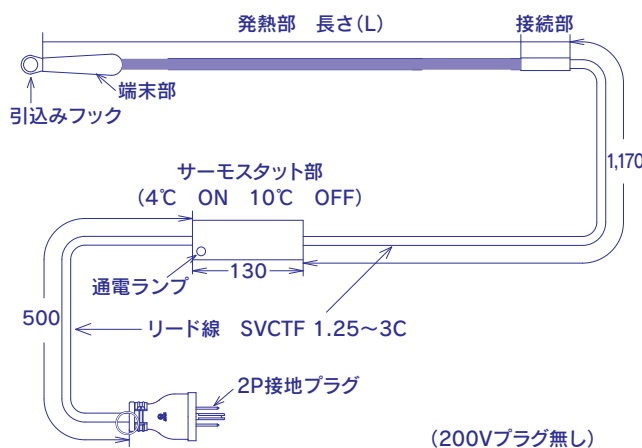 発熱部 長さ(L)
接続部
端末部
引込みフック
1,170
サーモスタット部
(4℃ ON 10℃ OFF)
通電ランプ
130
500
リード線 SVCTF 1.25〜3C
2P接地プラグ
(200Vプラグ無し)